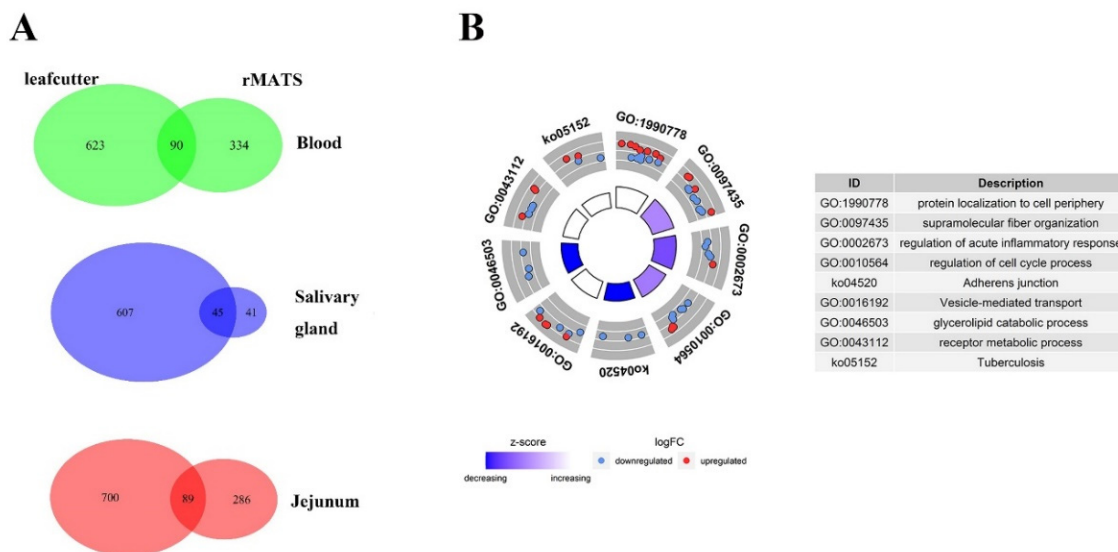 A
leafcutter rMATS
623 90 334 Blood
607 45 41 Salivary
gland
700 89 286 Jejunum
B
GO:1990778
GO:0097435
GO:0002673
GO:0010564
ko04520
GO:0016192
GO:0046503
GO:0043112
ko05152
z-score
decreasing increasing
logFC
downregulated upregulated
ID Description
GO:1990778 protein localization to cell periphery
GO:0097435 supramolecular fiber organization
GO:0002673 regulation of acute inflammatory response
GO:0010564 regulation of cell cycle process
ko04520 Adherens junction
GO:0016192 Vesicle-mediated transport
GO:0046503 glycerolipid catabolic process
GO:0043112 receptor metabolic process
ko05152 Tuberculosis